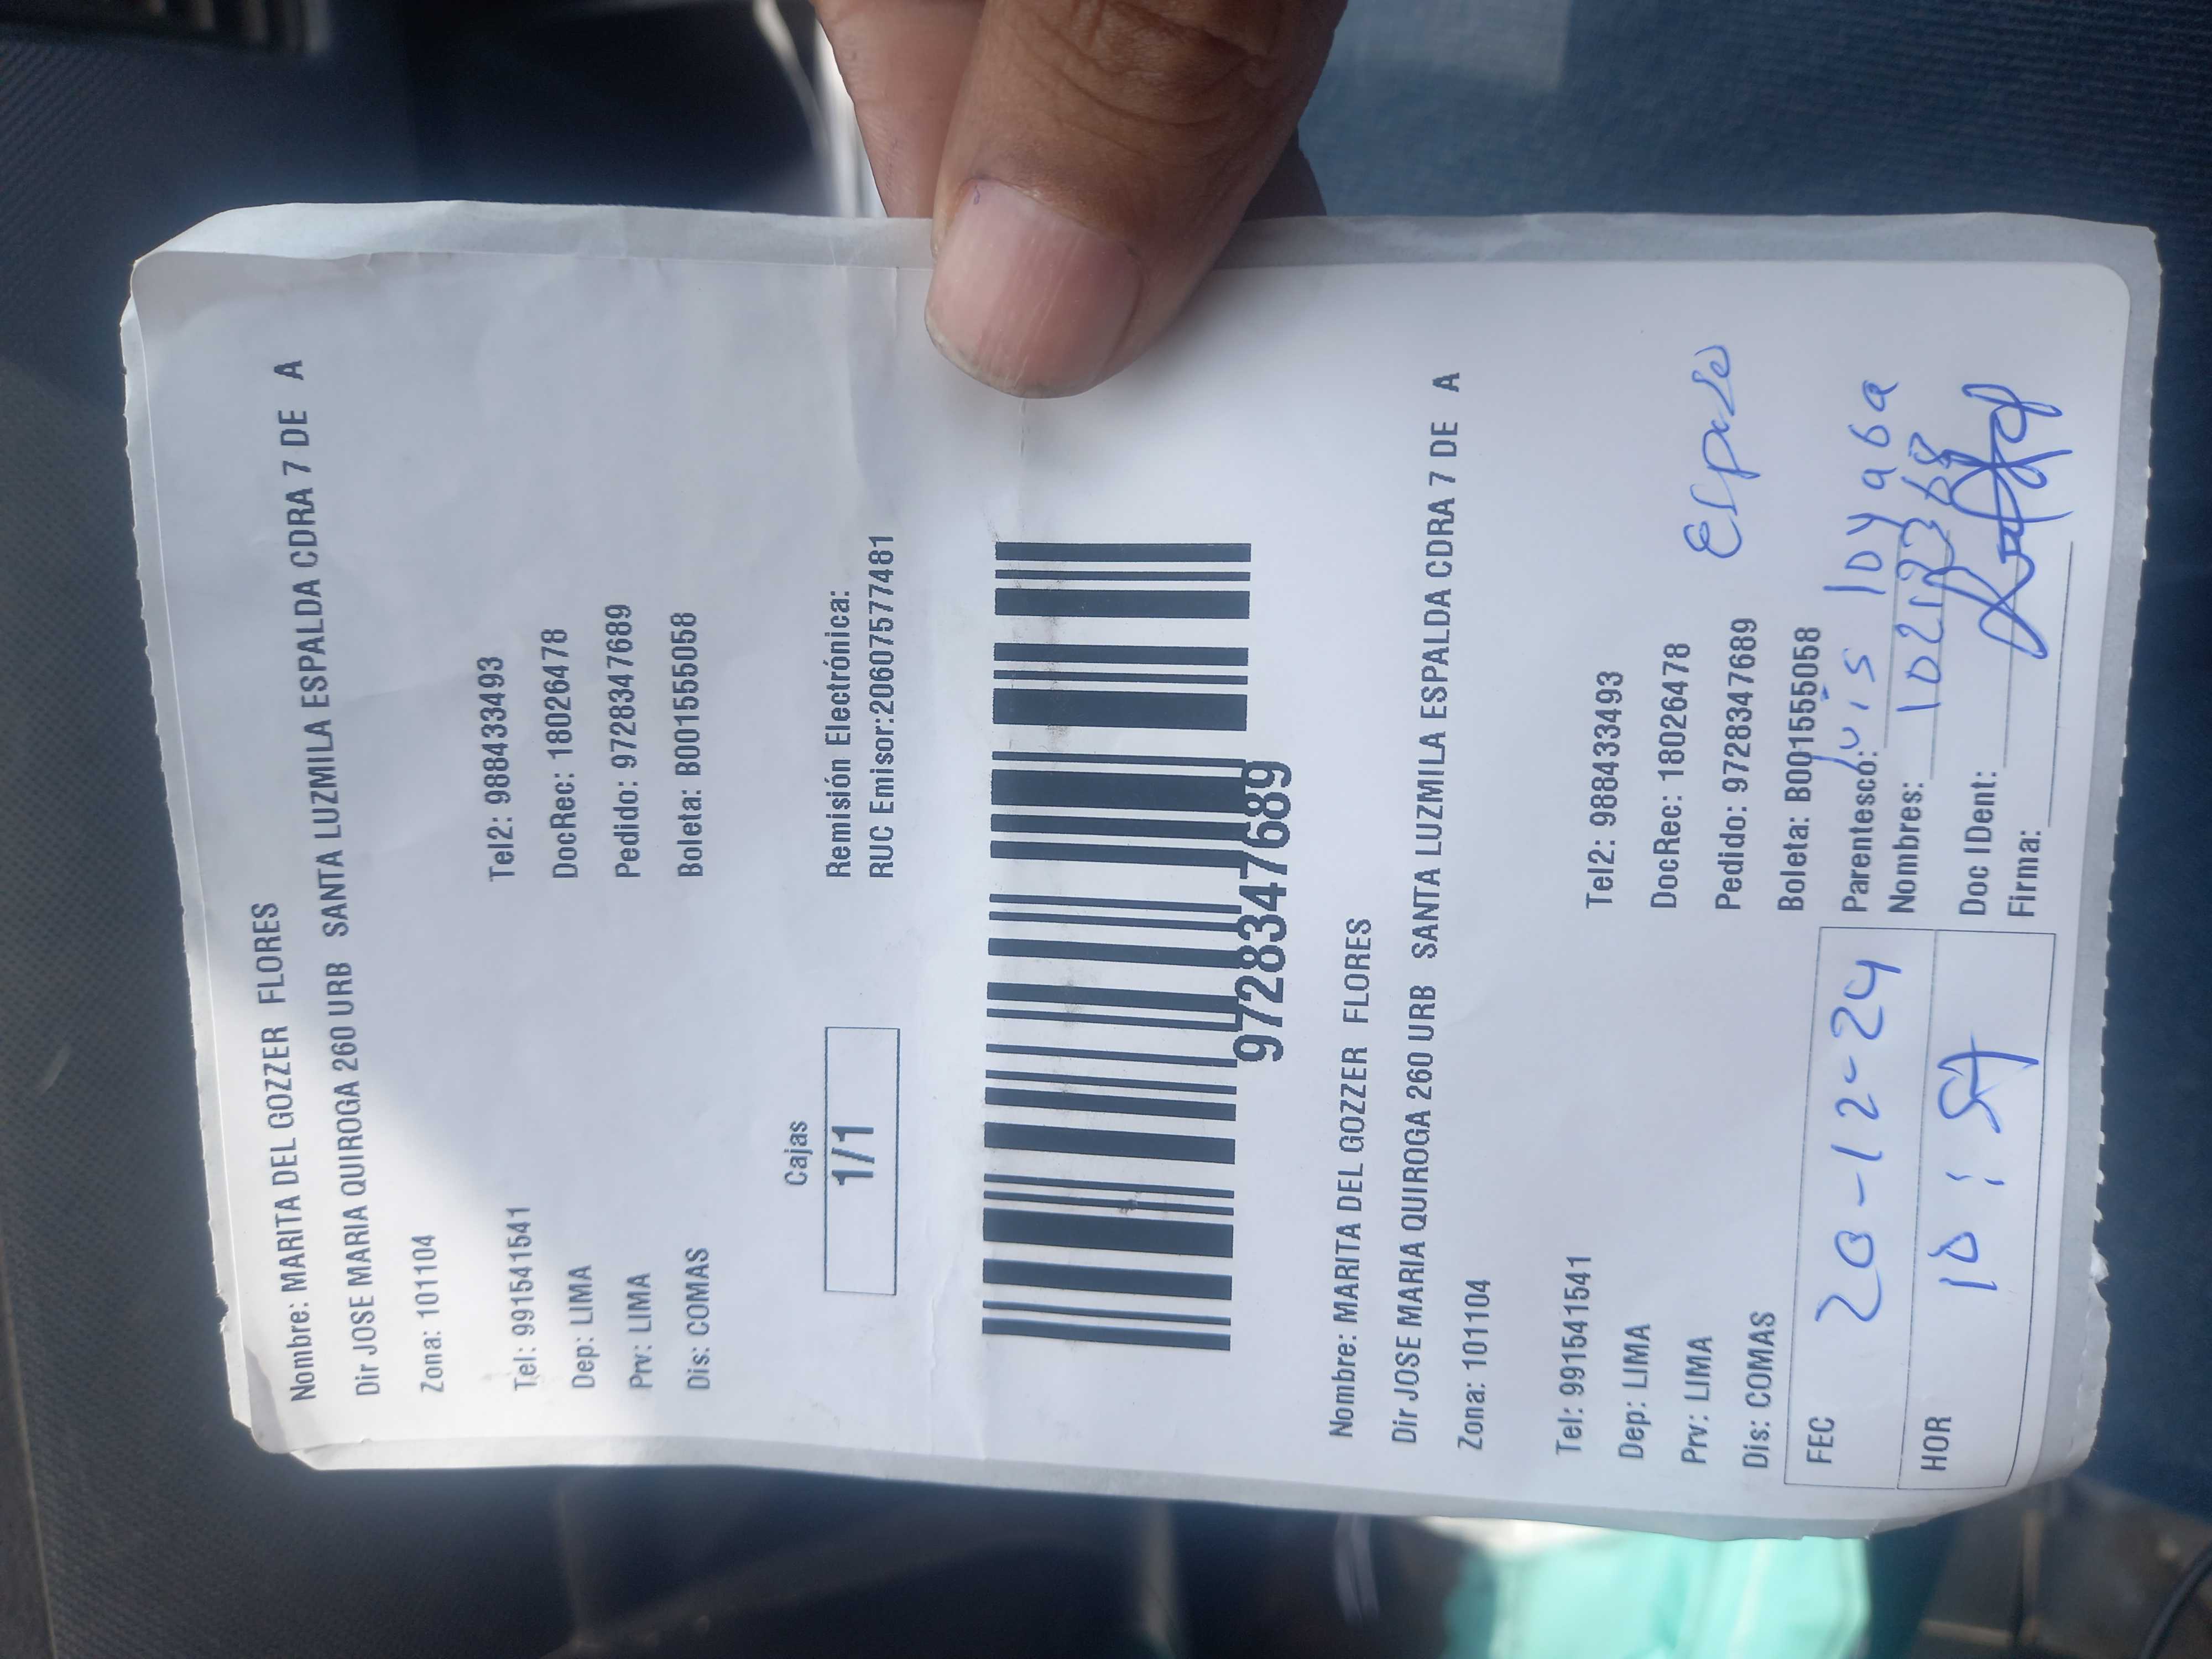 Nombre: MARITA DEL GOZZER FLORES
Dir JOSE MARIA QUIROGA 260 URB SANTA LUZMILA ESPALDA CDRA 7 DE A
Zona: 101104
Tel: 991541541 Tel2: 988433493
Dep: LIMA DocRec: 18026478
Prv: LIMA Pedido: 9728347689
Dis: COMAS Boleta: B001555058
Cajas
1/1
Remisión Electrónica:
RUC Emisor:20607577481
9728347689
Nombre: MARITA DEL GOZZER FLORES
Dir JOSE MARIA QUIROGA 260 URB SANTA LUZMILA ESPALDA CDRA 7 DE A
Zona: 101104
Tel: 991541541 Tel2: 988433493
Dep: LIMA DocRec: 18026478
Prv: LIMA Pedido: 9728347689
Dis: COMAS Boleta: B001555058
esposo
FEC 20-12-24
HOR
Parentesco: luis loyaba
Nombres:
Doc IDent:
Firma: